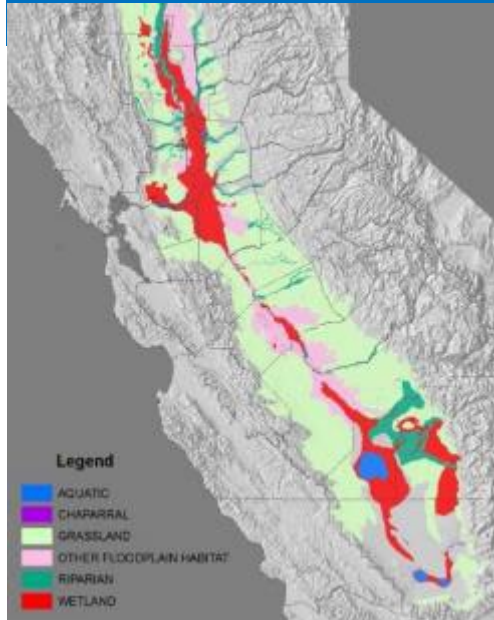 Legend
AQUATIC
CHAPARRAL
GRASSLAND
OTHER FLOODPLAIN HABITAT
RIPARIAN
WETLAND